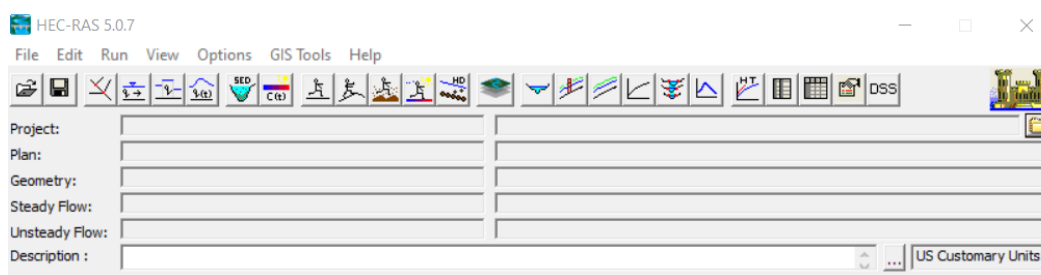 HEC-RAS 5.0.7
File Edit Run View Options GIS Tools Help
SED C(t) HD HT DSS
Project:
Plan:
Geometry:
Steady Flow:
Unsteady Flow:
Description : ... US Customary Units